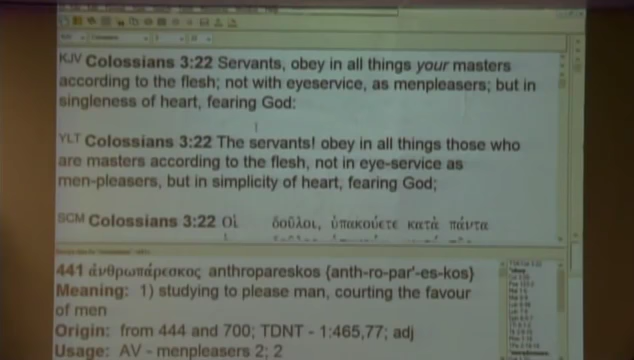 KJV Colossians 3:22 Servants, obey in all things your masters
according to the flesh; not with eyeservice, as menpleasers; but in
singleness of heart, fearing God:
YLT Colossians 3:22 The servants! obey in all things those who
are masters according to the flesh, not in eye-service as
men-pleasers, but in simplicity of heart, fearing God;
SCM Colossians 3:22 Οἱ δοῦλοι, ὑπακούετε κατὰ πάντα
441 ἀνθρωπάρεσκος anthropareskos {anth-ro-par'-es-kos}
Meaning: 1) studying to please man, courting the favour
of men
Origin: from 444 and 700; TDNT - 1:465,77; adj
Usage: AV - menpleasers 2; 2